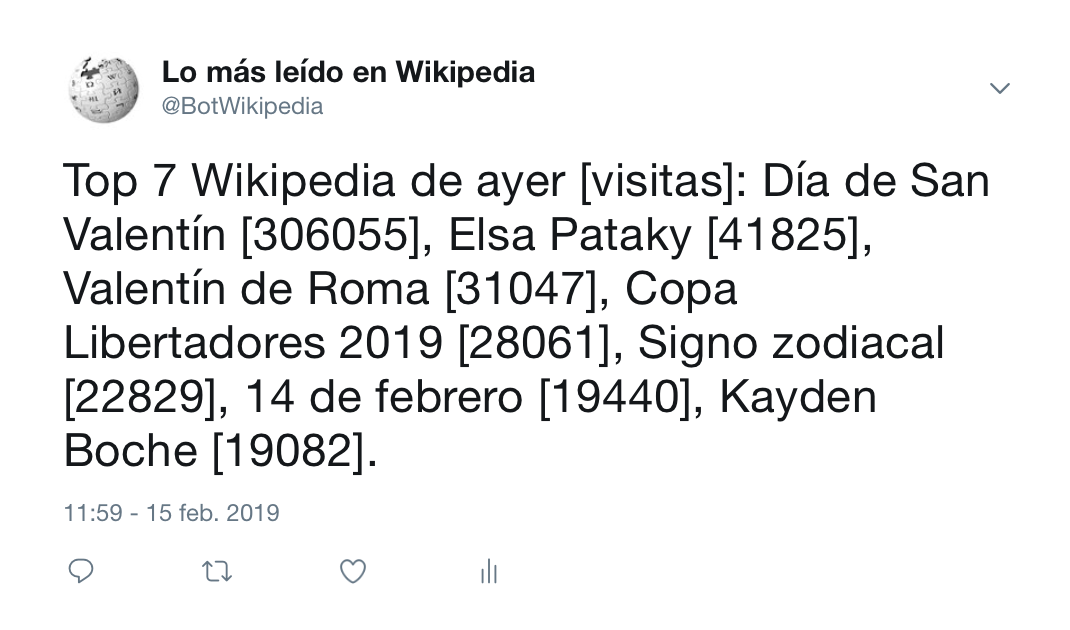 Lo más leído en Wikipedia
@BotWikipedia
Top 7 Wikipedia de ayer [visitas]: Día de San
Valentín [306055], Elsa Pataky [41825],
Valentín de Roma [31047], Copa
Libertadores 2019 [28061], Signo zodiacal
[22829], 14 de febrero [19440], Kayden
Boche [19082].
11:59 - 15 feb. 2019